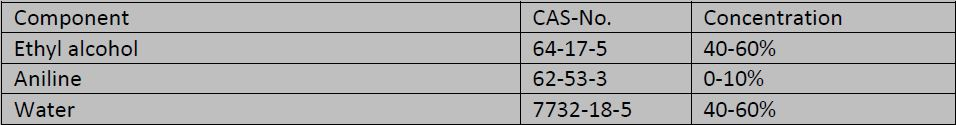 Component CAS-No. Concentration
Ethyl alcohol 64-17-5 40-60%
Aniline 62-53-3 0-10%
Water 7732-18-5 40-60%